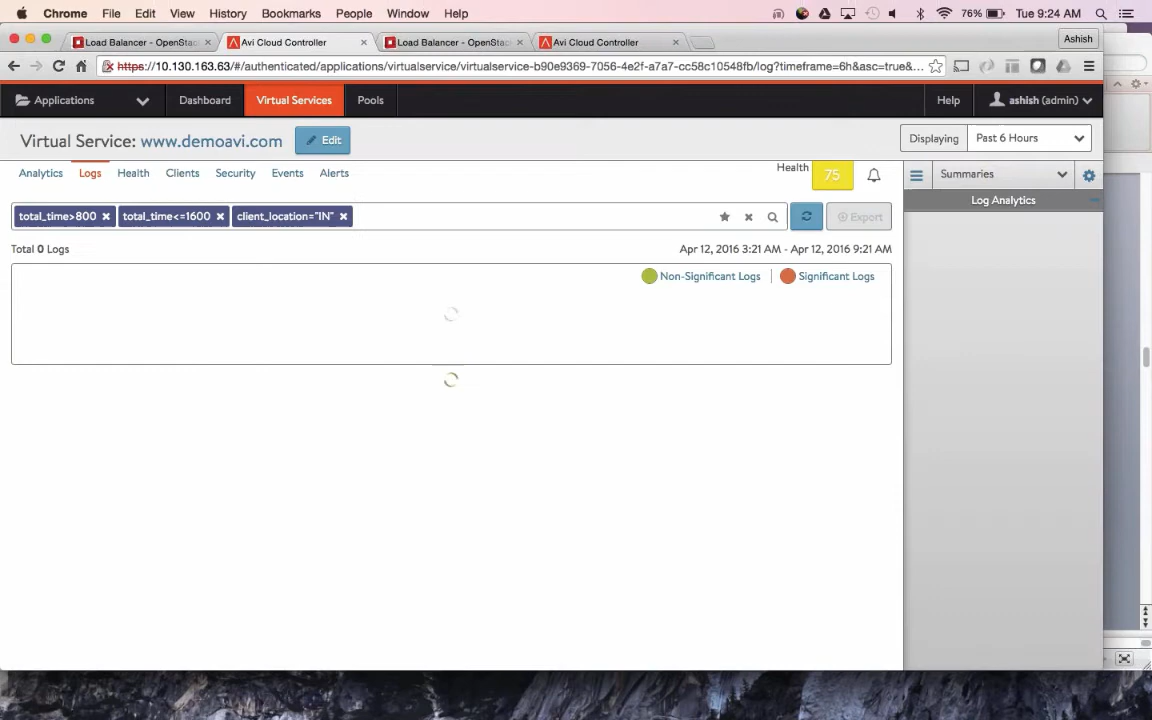 Chrome File Edit View History Bookmarks People Window Help 76% Tue 9:24 AM
Load Balancer - OpenStac × Avi Cloud Controller × Load Balancer - OpenStac × Avi Cloud Controller × Ashish
https://10.130.163.63/#/authenticated/applications/virtualservice/virtualservice-b90e9369-7056-4e2f-a7a7-cc58c10548fb/log?timeframe=6h&asc=true&...
Applications Dashboard Virtual Services Pools Help ashish (admin)
Virtual Service: www.demoavi.com Edit Displaying Past 6 Hours
Analytics Logs Health Clients Security Events Alerts Health 75 Summaries
Log Analytics
total_time>800 × total_time<=1600 × client_location="IN" × Export
Total 0 Logs Apr 12, 2016 3:21 AM - Apr 12, 2016 9:21 AM
Non-Significant Logs | Significant Logs